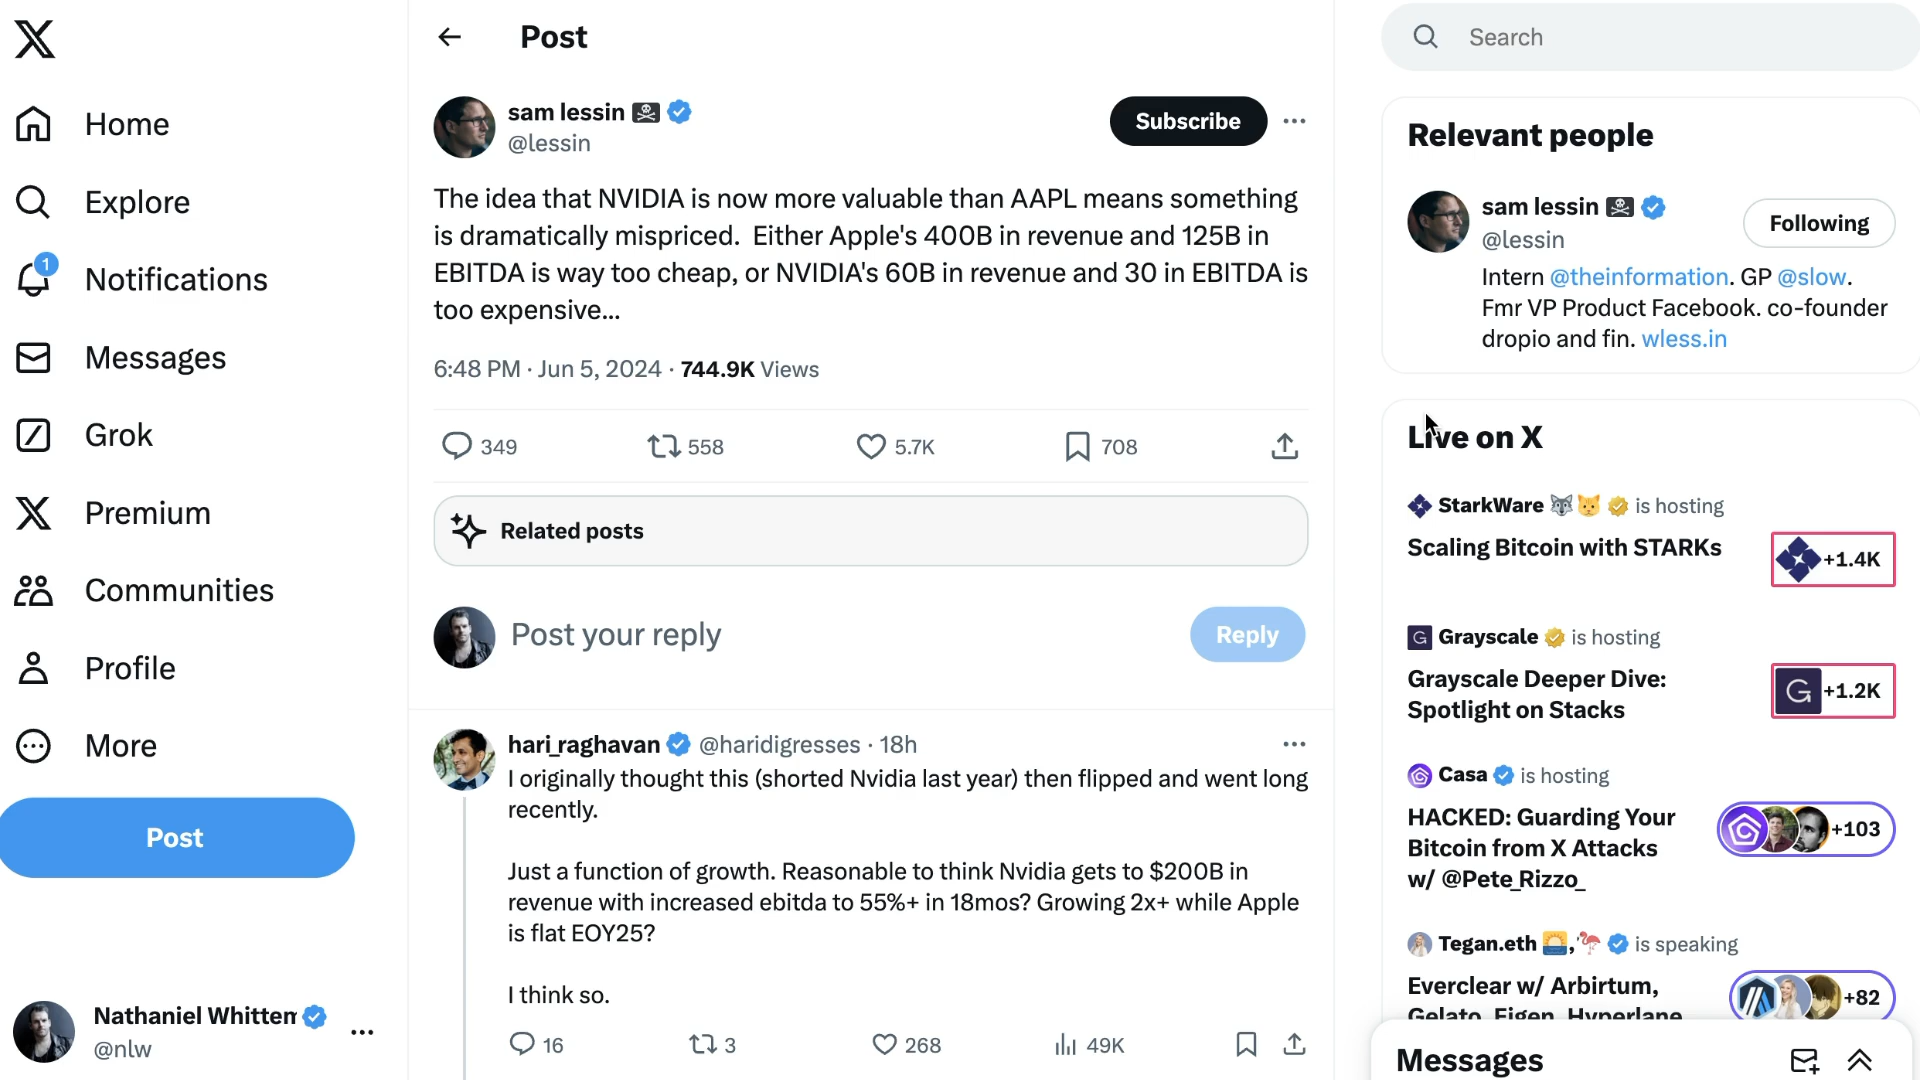 Home
Explore
1
Notifications
Messages
Grok
Premium
Communities
Profile
More
Post
Nathaniel Whitten
@nlw
Post
sam lessin
@lessin
Subscribe
The idea that NVIDIA is now more valuable than AAPL means something
is dramatically mispriced.  Either Apple's 400B in revenue and 125B in
EBITDA is way too cheap, or NVIDIA's 60B in revenue and 30 in EBITDA is
too expensive...
6:48 PM · Jun 5, 2024 · 744.9K Views
349 558 5.7K 708
Related posts
Post your reply
Reply
hari_raghavan @haridigresses · 18h
I originally thought this (shorted Nvidia last year) then flipped and went long
recently.
Just a function of growth. Reasonable to think Nvidia gets to $200B in
revenue with increased ebitda to 55%+ in 18mos? Growing 2x+ while Apple
is flat EOY25?
I think so.
16 3 268 49K
Search
Relevant people
sam lessin
@lessin
Following
Intern @theinformation. GP @slow.
Fmr VP Product Facebook. co-founder
dropio and fin. wless.in
Live on X
StarkWare is hosting
Scaling Bitcoin with STARKs
+1.4K
G Grayscale is hosting
Grayscale Deeper Dive:
Spotlight on Stacks
G +1.2K
Casa is hosting
HACKED: Guarding Your
Bitcoin from X Attacks
w/ @Pete_Rizzo_
+103
Tegan.eth , is speaking
Everclear w/ Arbirtum,
Gelato, Eigen, Hyperlane
+82
Messages